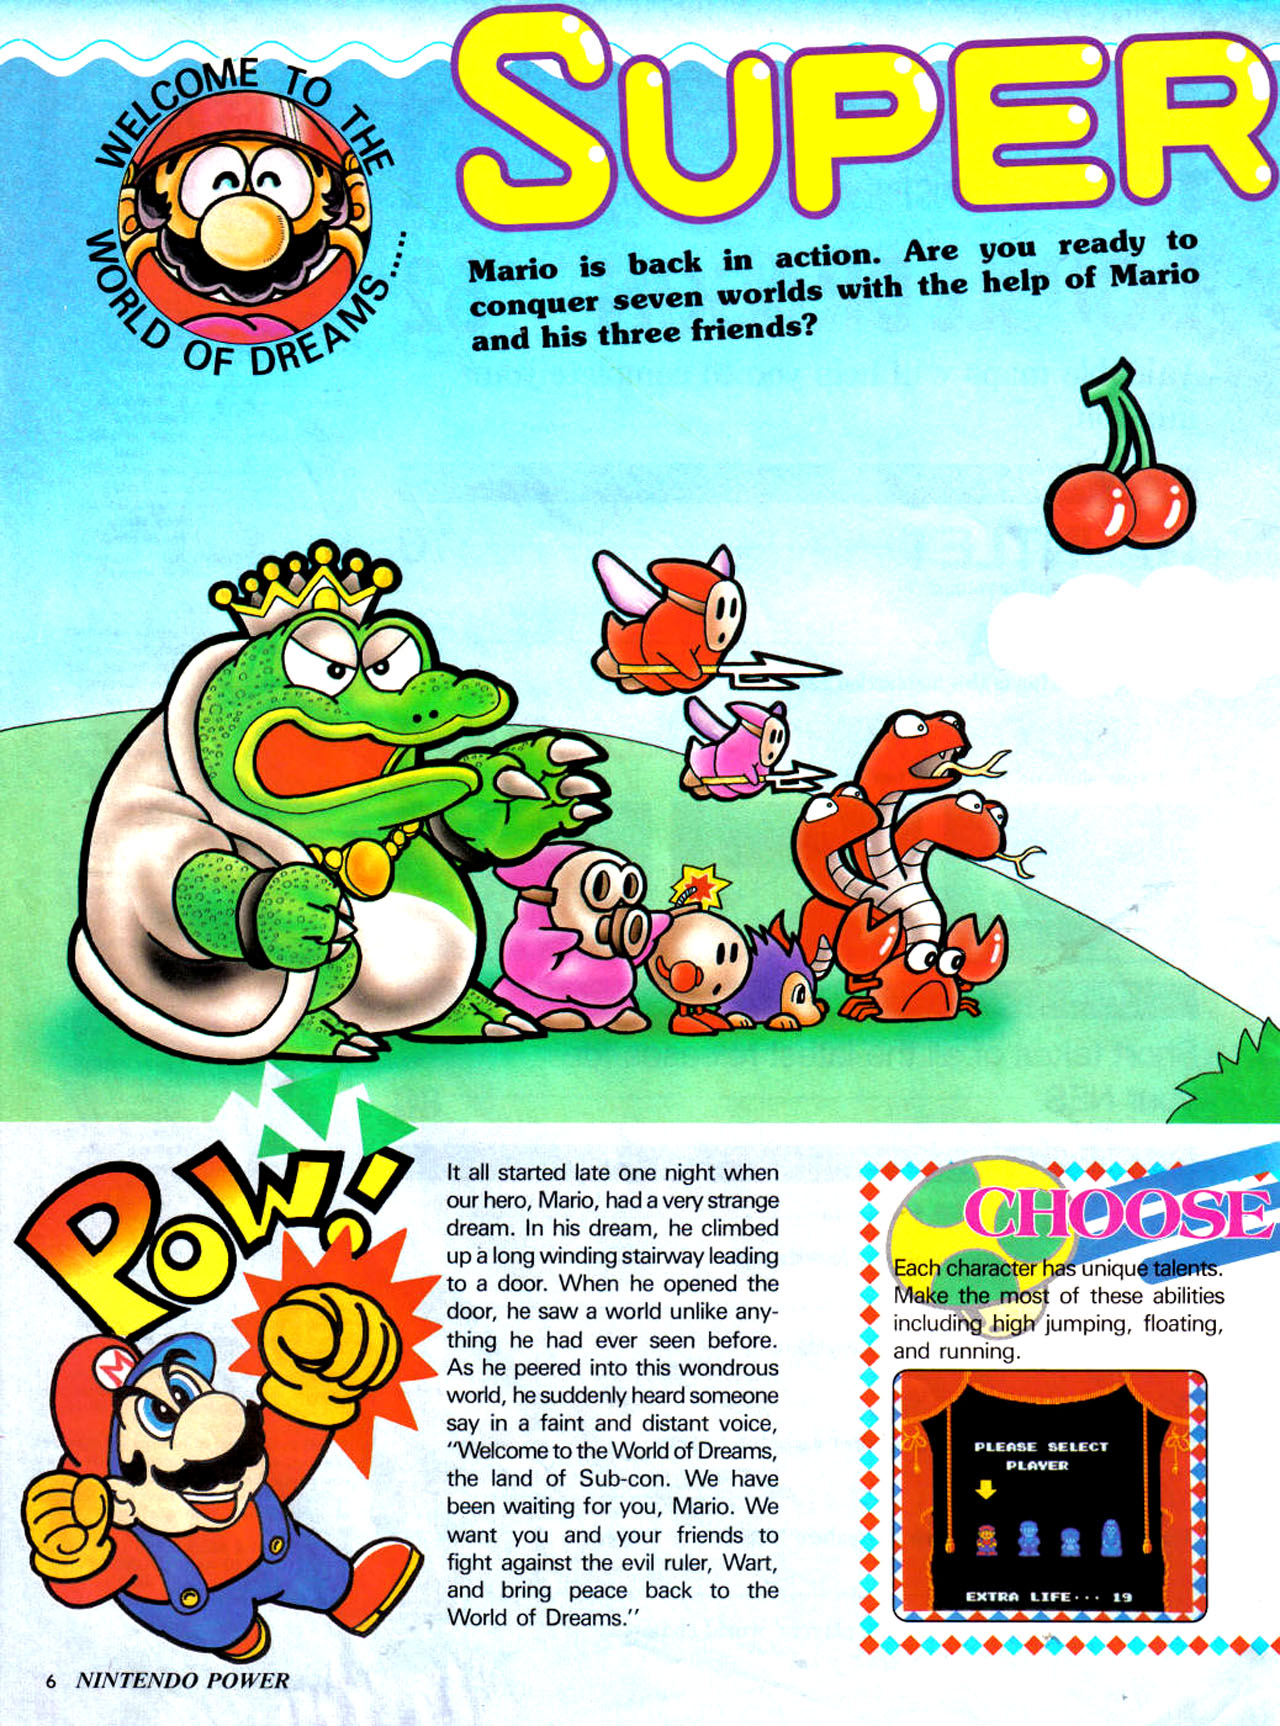 WELCOME TO THE
WORLD OF DREAMS.....
SUPER
Mario is back in action. Are you ready to
conquer seven worlds with the help of Mario
and his three friends?
POW!
M
It all started late one night when
our hero, Mario, had a very strange
dream. In his dream, he climbed
up a long winding stairway leading
to a door. When he opened the
door, he saw a world unlike any-
thing he had ever seen before.
As he peered into this wondrous
world, he suddenly heard someone
say in a faint and distant voice,
"Welcome to the World of Dreams,
the land of Sub-con. We have
been waiting for you, Mario. We
want you and your friends to
fight against the evil ruler, Wart,
and bring peace back to the
World of Dreams."
CHOOSE
Each character has unique talents.
Make the most of these abilities
including high jumping, floating,
and running.
PLEASE SELECT
PLAYER
EXTRA LIFE··· 19
6 NINTENDO POWER